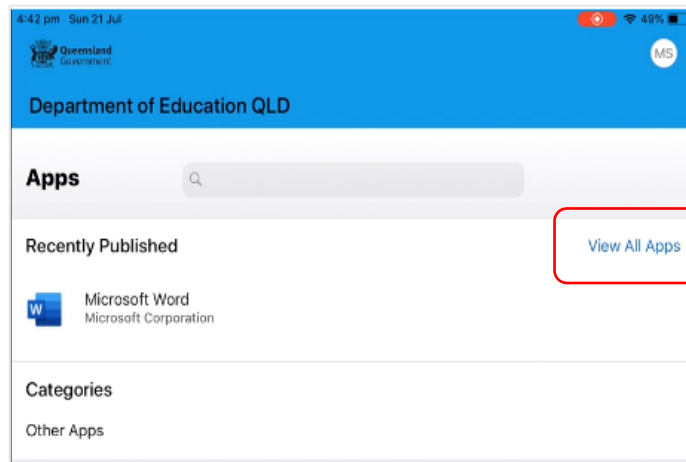 4:42 pm Sun 21 Jul
49%
Queensland
Government
MS
Department of Education QLD
Apps
Recently Published
View All Apps
W
Microsoft Word
Microsoft Corporation
Categories
Other Apps